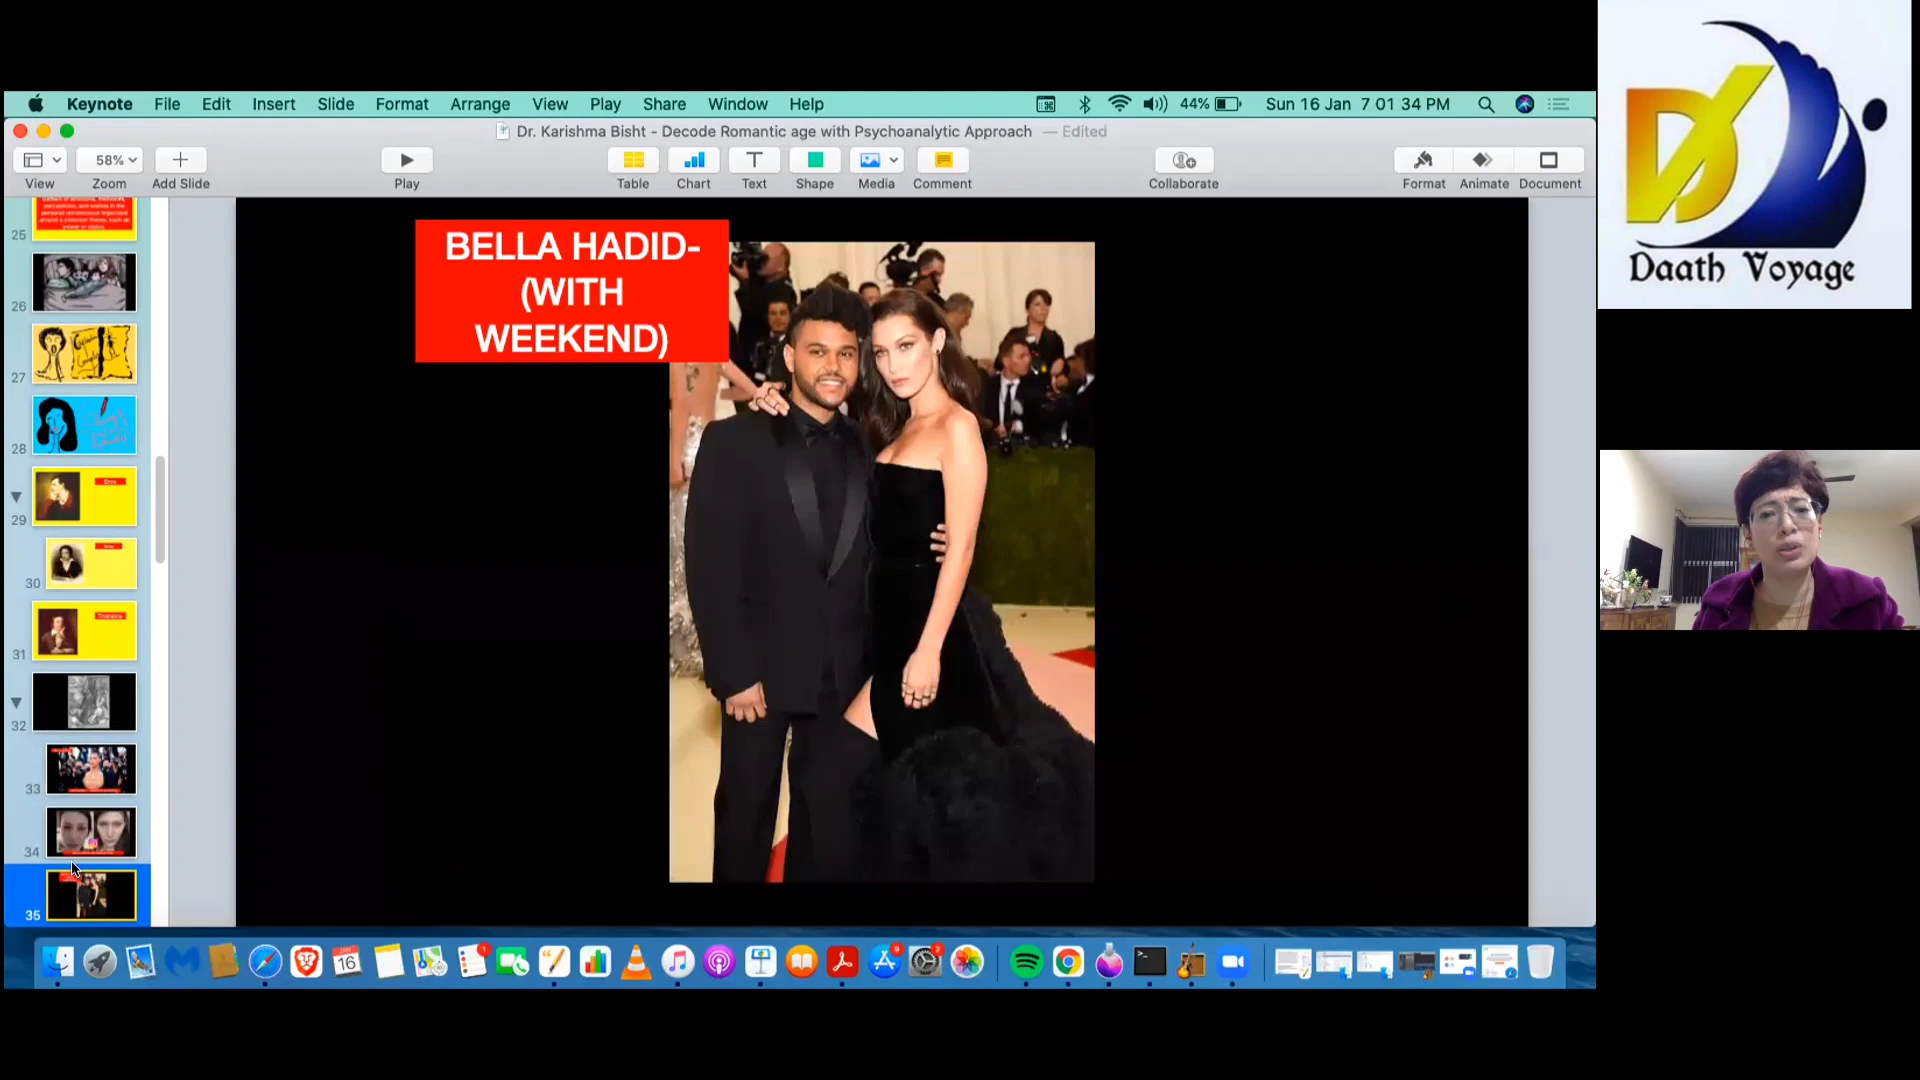 Keynote File Edit Insert Slide Format Arrange View Play Share Window Help 44% Sun 16 Jan 7 01 34 PM
Dr. Karishma Bisht - Decode Romantic age with Psychoanalytic Approach — Edited
58%
View Zoom Add Slide Play Table Chart Text Shape Media Comment Collaborate Format Animate Document
BELLA HADID-
(WITH
WEEKEND)
25
26
27
28
Eros
29
30
Thanatos
31
32
33
34
35
16
Daath Voyage